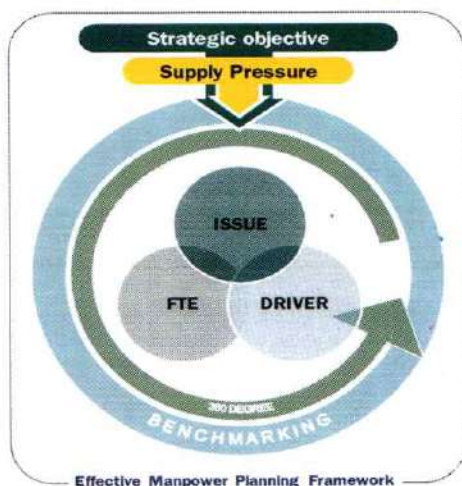 Strategic objective
Supply Pressure
ISSUE
FTE
DRIVER
360 DEGREE
BENCHMARKING
Effective Manpower Planning Framework